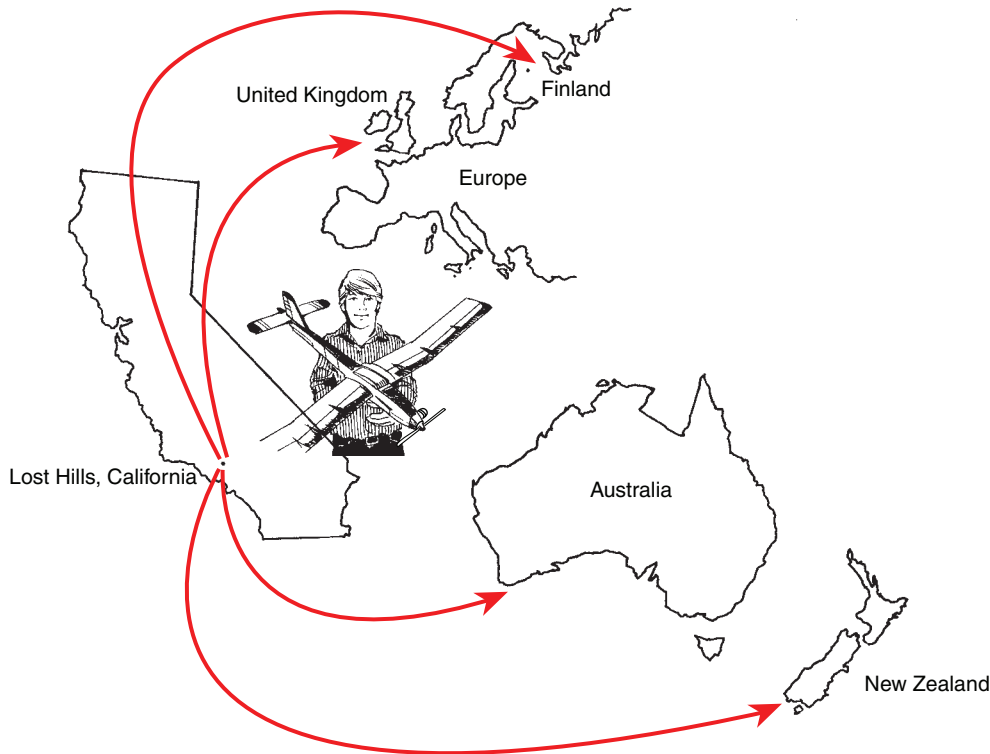 United Kingdom
Finland
Europe
Lost Hills, California
Australia
New Zealand